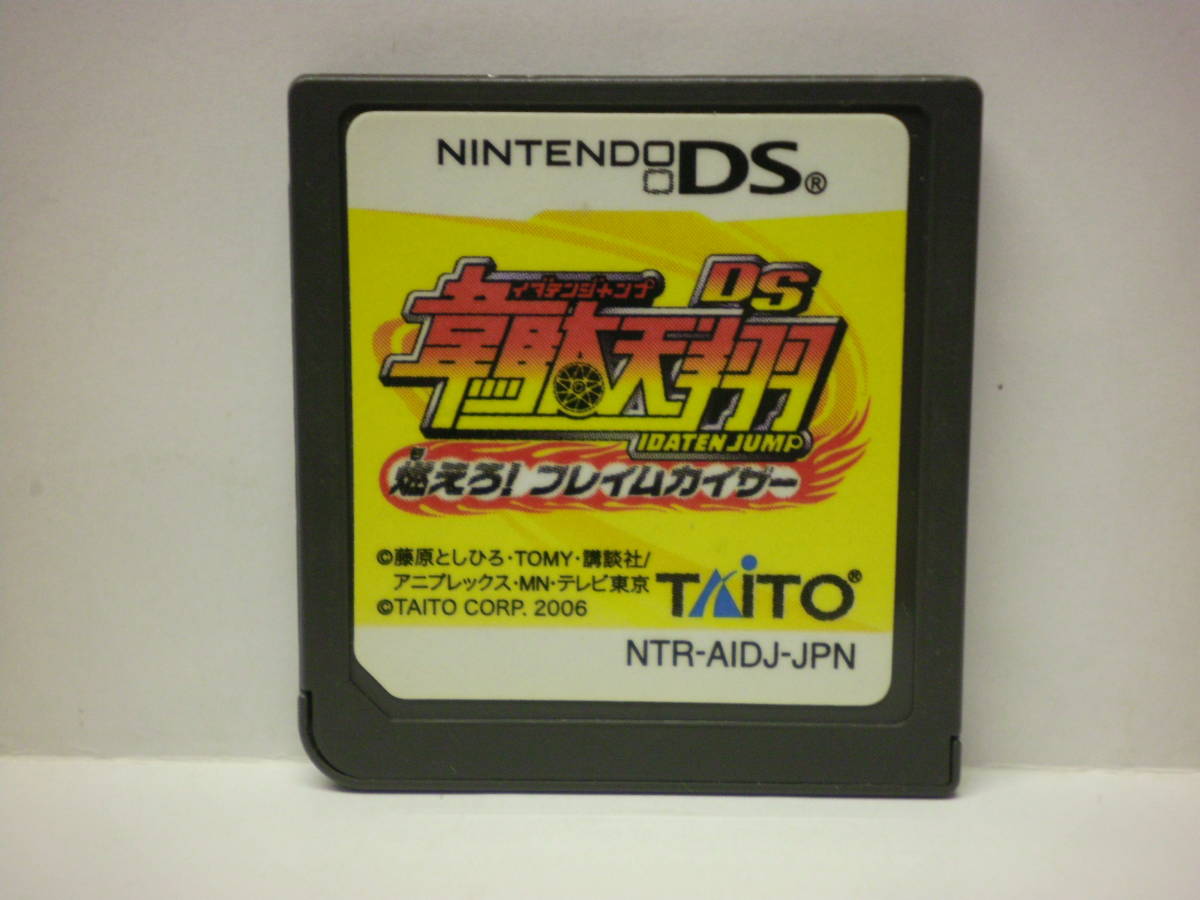 NINTENDO DS®
イダテンジャンプ
DS
韋駄天翔
IDATEN JUMP
も
燃えろ! フレイムカイザー
©藤原としひろ・TOMY・講談社/
アニプレックス・MN・テレビ東京
©TAITO CORP. 2006
TAiTO®
NTR-AIDJ-JPN